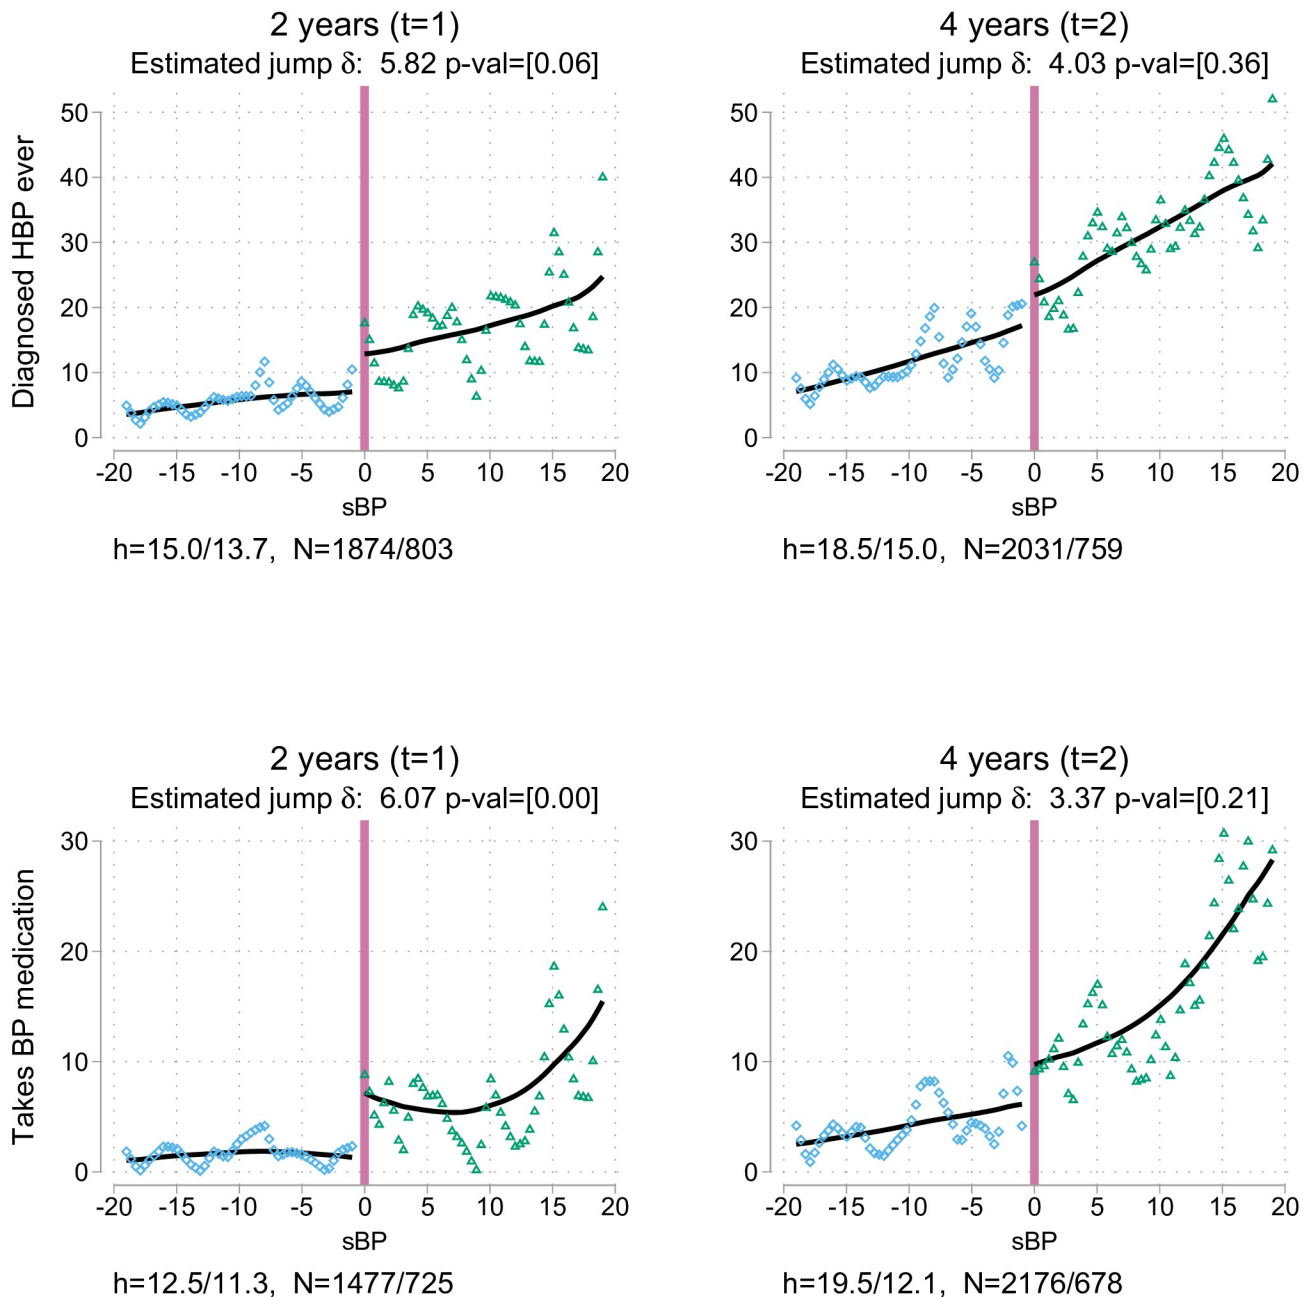 2 years (t=1)
Estimated jump δ: 5.82 p-val=[0.06]
Diagnosed HBP ever
50
40
30
20
10
0
-20 -15 -10 -5 0 5 10 15 20
sBP
h=15.0/13.7, N=1874/803
4 years (t=2)
Estimated jump δ: 4.03 p-val=[0.36]
50
40
30
20
10
0
-20 -15 -10 -5 0 5 10 15 20
sBP
h=18.5/15.0, N=2031/759
2 years (t=1)
Estimated jump δ: 6.07 p-val=[0.00]
Takes BP medication
30
20
10
0
-20 -15 -10 -5 0 5 10 15 20
sBP
h=12.5/11.3, N=1477/725
4 years (t=2)
Estimated jump δ: 3.37 p-val=[0.21]
30
20
10
0
-20 -15 -10 -5 0 5 10 15 20
sBP
h=19.5/12.1, N=2176/678